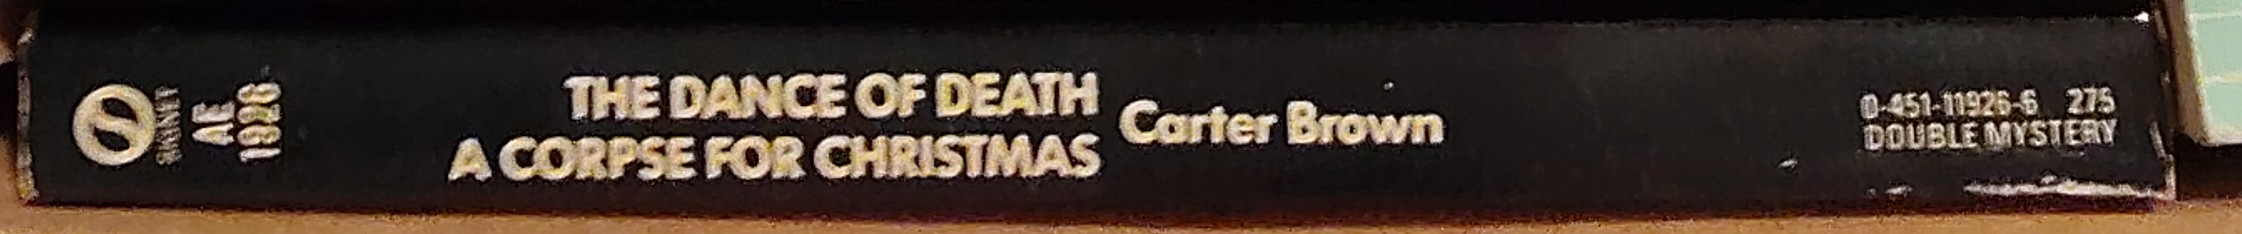 SIGNET
AE
1926
THE DANCE OF DEATH
A CORPSE FOR CHRISTMAS
Carter Brown
0-451-11926-6 275
DOUBLE MYSTERY